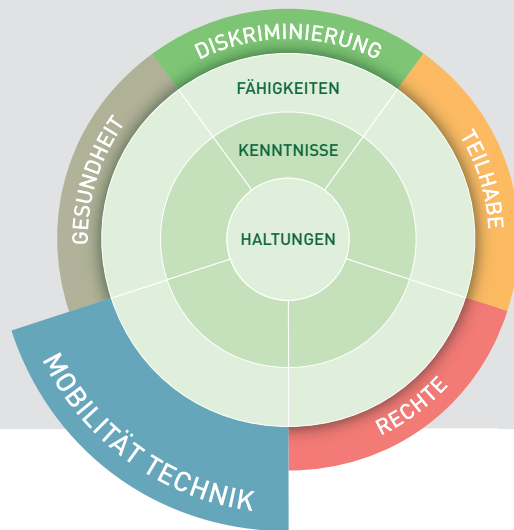 DISKRIMINIERUNG
FÄHIGKEITEN
KENNTNISSE
HALTUNGEN
GESUNDHEIT
TEILHABE
RECHTE
MOBILITÄT TECHNIK